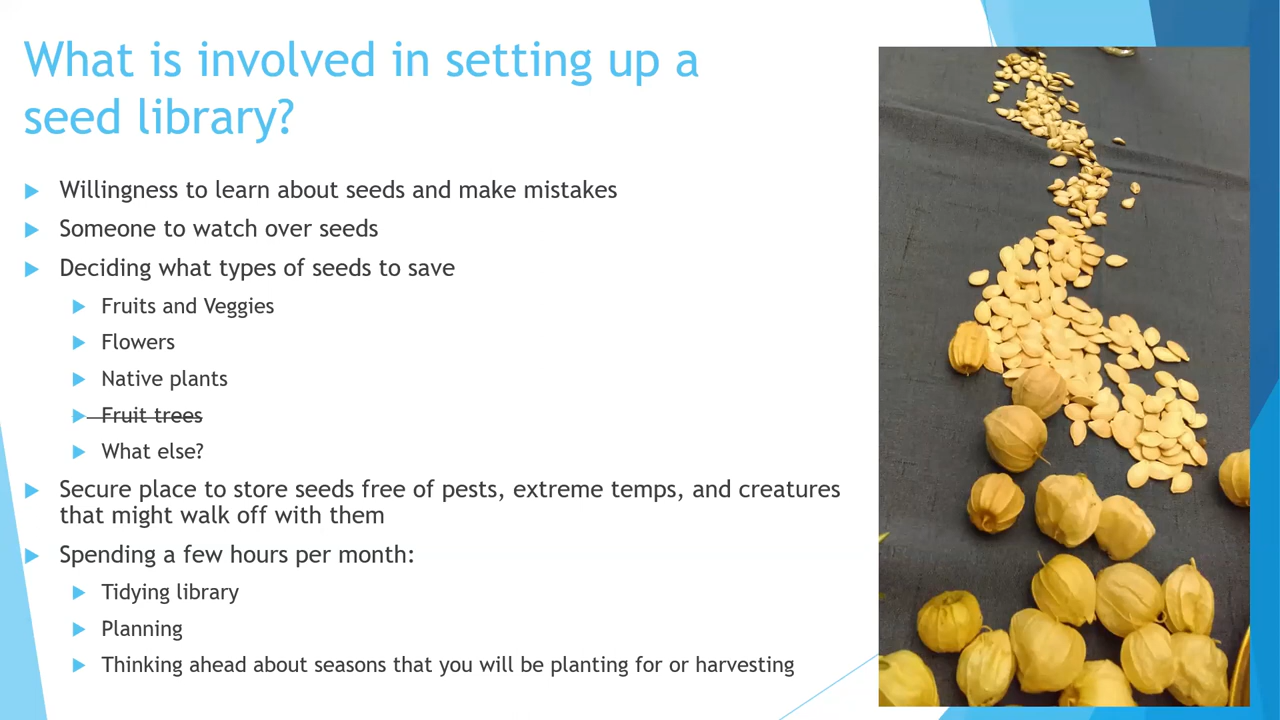 What is involved in setting up a
seed library?
Willingness to learn about seeds and make mistakes
Someone to watch over seeds
Deciding what types of seeds to save
Fruits and Veggies
Flowers
Native plants
Fruit trees
What else?
Secure place to store seeds free of pests, extreme temps, and creatures
that might walk off with them
Spending a few hours per month:
Tidying library
Planning
Thinking ahead about seasons that you will be planting for or harvesting